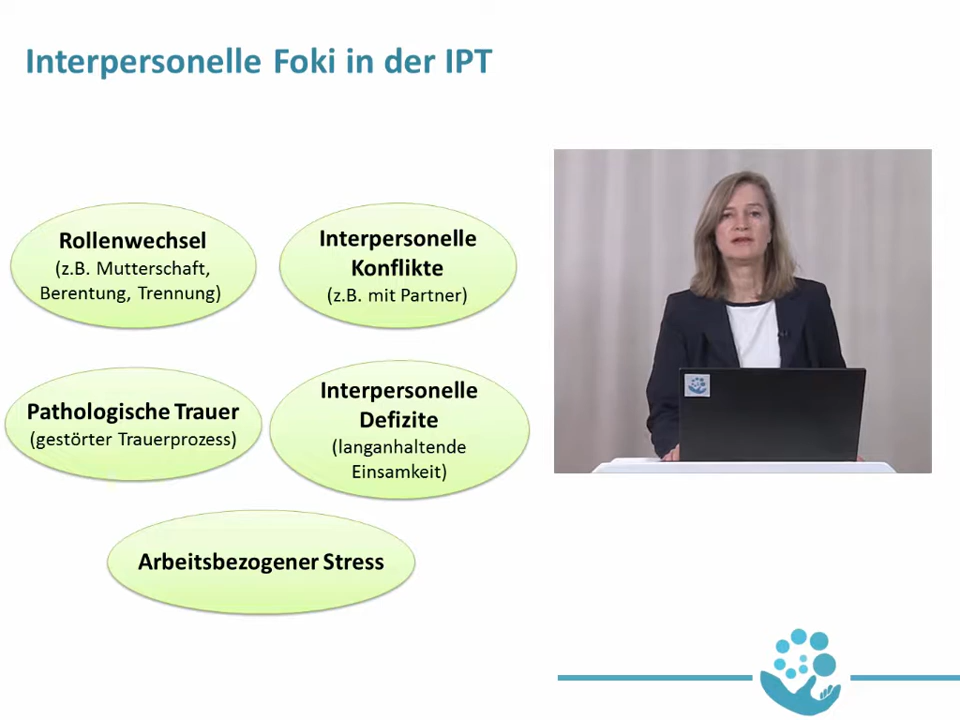 Interpersonelle Foki in der IPT
Rollenwechsel
(z.B. Mutterschaft,
Berentung, Trennung)
Interpersonelle
Konflikte
(z.B. mit Partner)
Pathologische Trauer
(gestörter Trauerprozess)
Interpersonelle
Defizite
(langanhaltende
Einsamkeit)
Arbeitsbezogener Stress